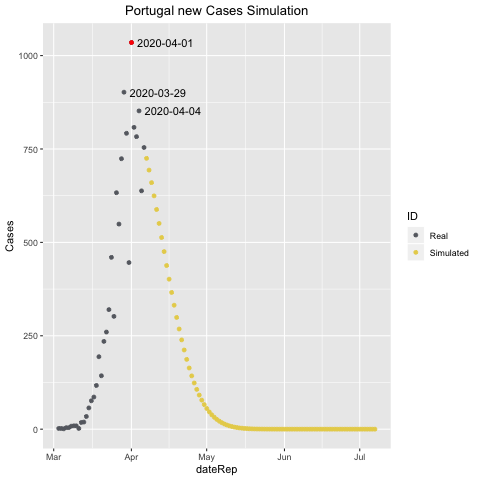 Portugal new Cases Simulation
2020-04-01
1000
2020-03-29
2020-04-04
750
Cases
500
250
0
ID
Real
Simulated
Mar Apr May Jun Jul
dateRep